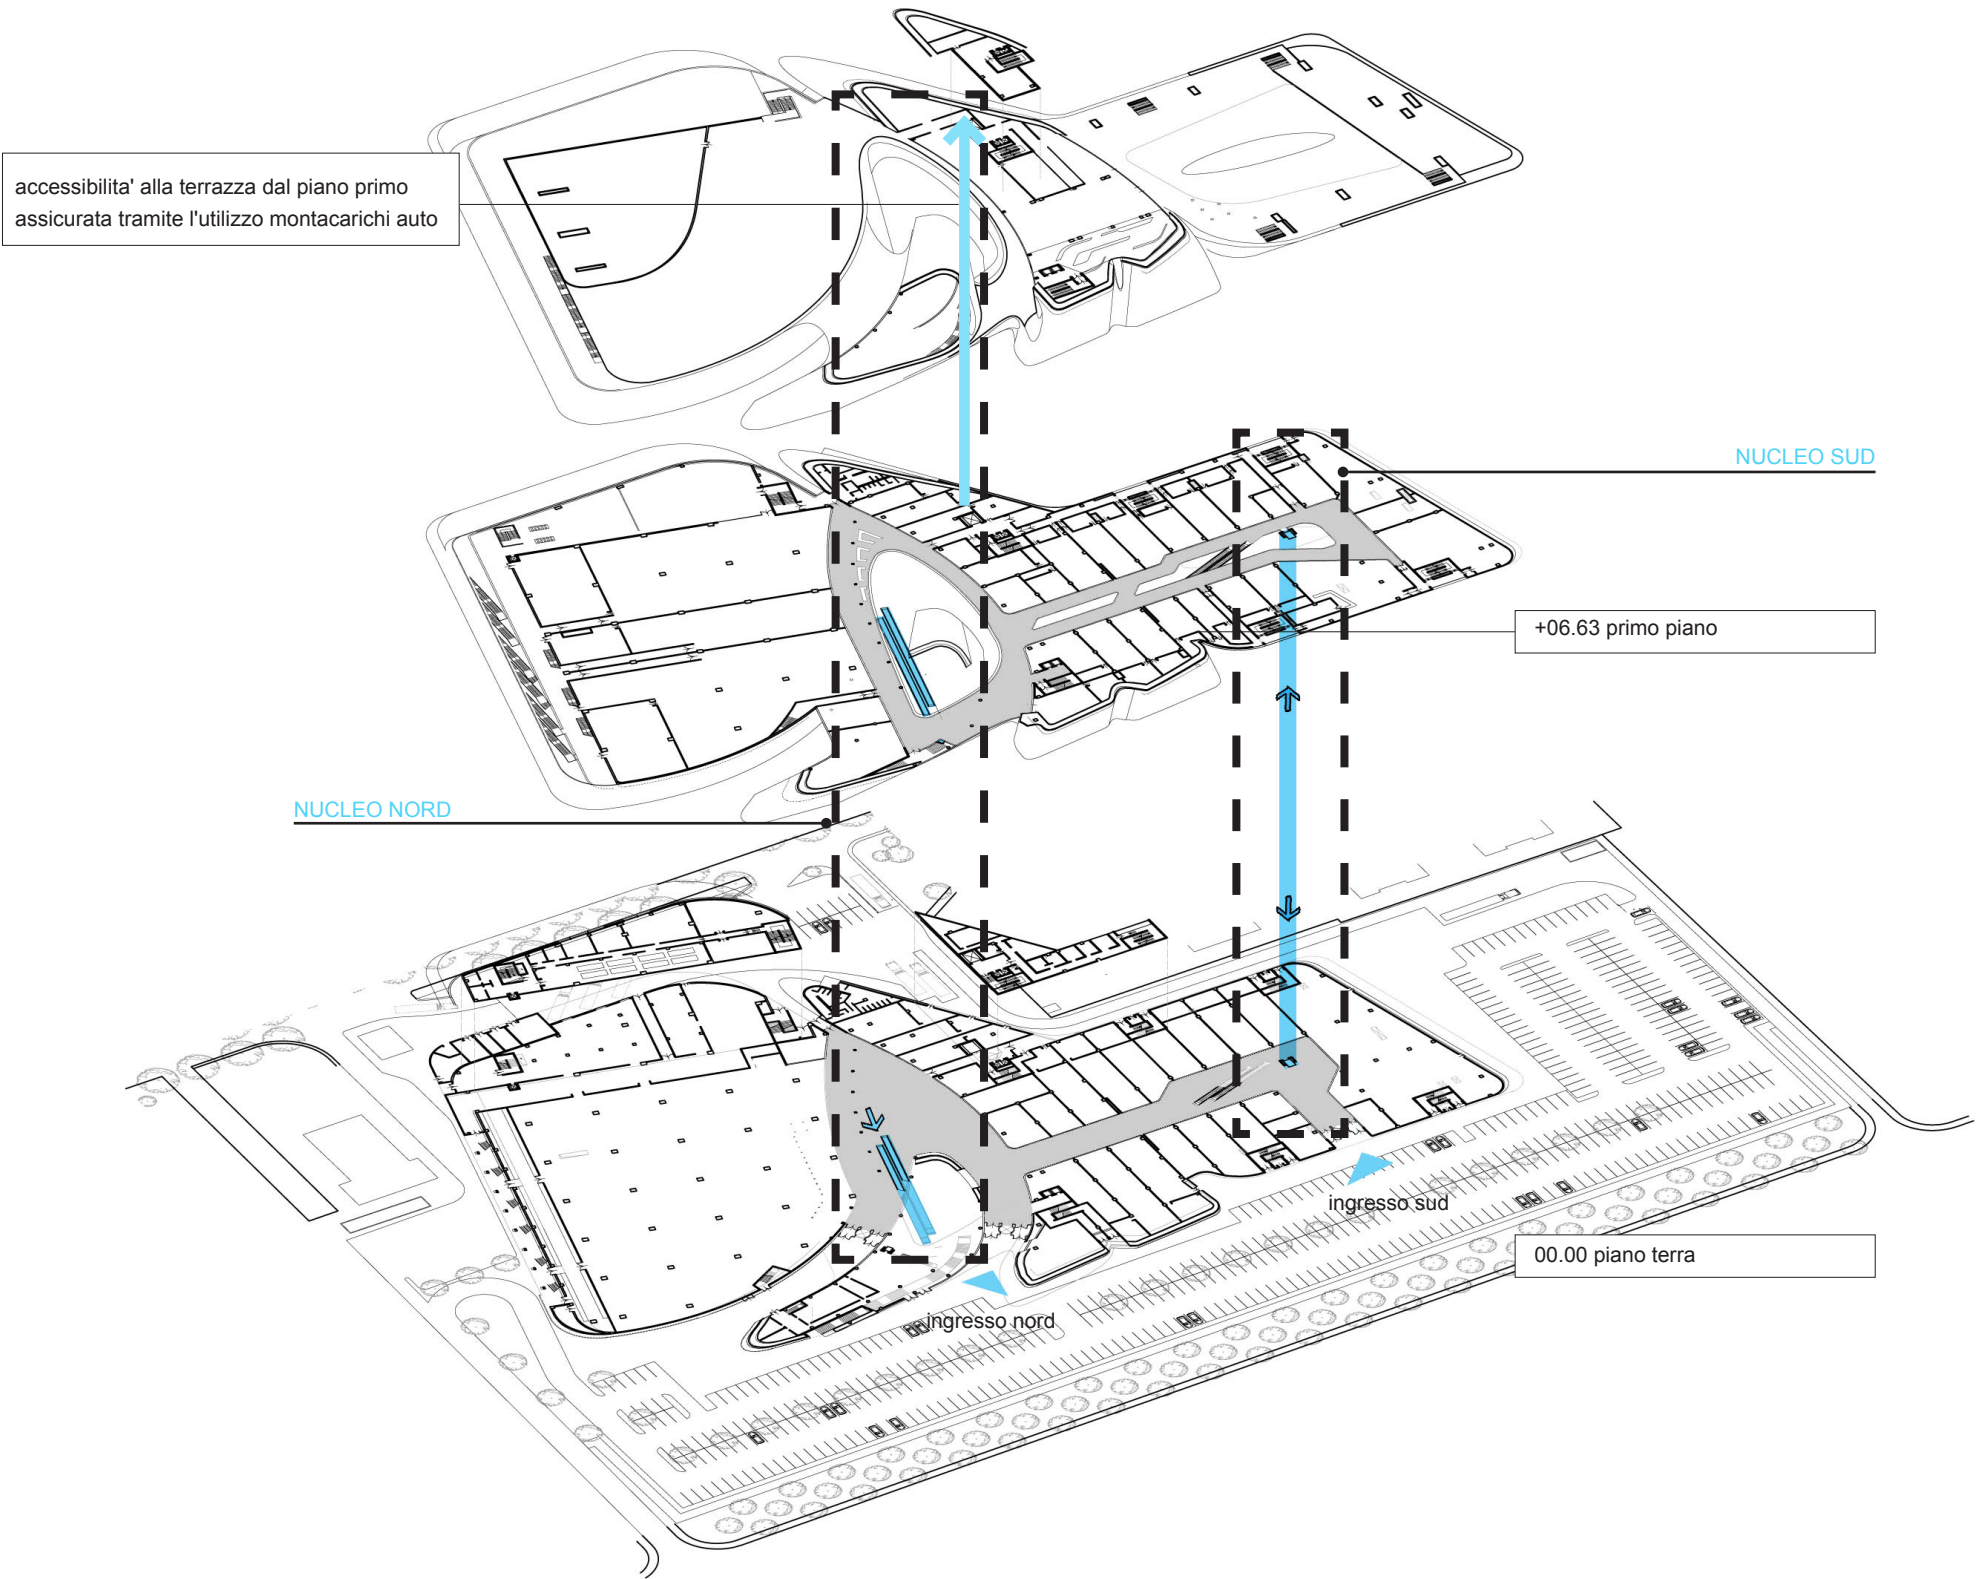 accessibilita' alla terrazza dal piano primo
assicurata tramite l'utilizzo montacarichi auto
NUCLEO SUD
+06.63 primo piano
NUCLEO NORD
ingresso sud
00.00 piano terra
ingresso nord